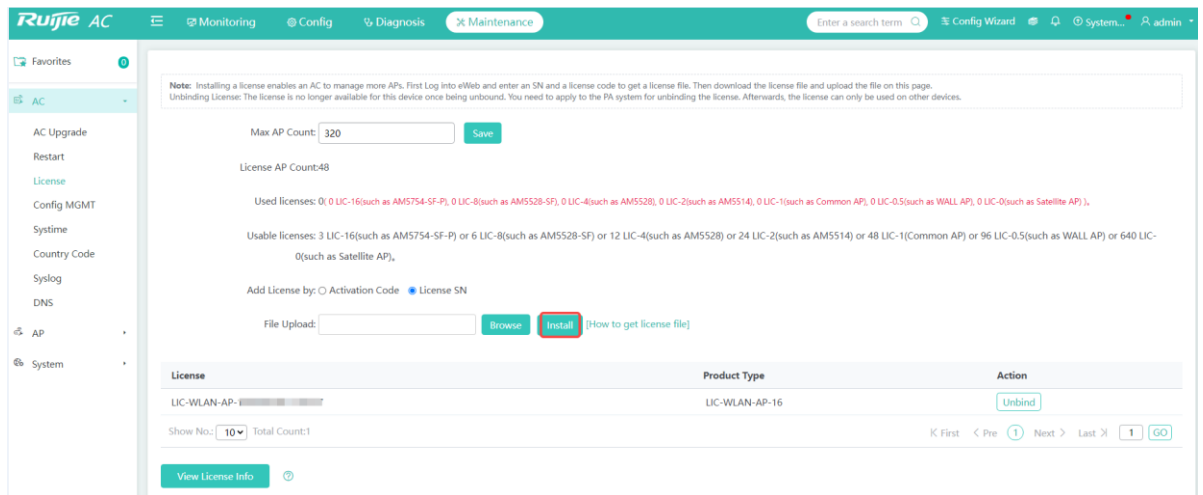 Ruijie AC
Monitoring
Config
Diagnosis
Maintenance
Enter a search term
Config Wizard
System...
admin
Favorites
0
AC
AC Upgrade
Restart
License
Config MGMT
Systime
Country Code
Syslog
DNS
AP
System
Note: Installing a license enables an AC to manage more APs. First Log into eWeb and enter an SN and a license code to get a license file. Then download the license file and upload the file on this page.
Unbinding License: The license is no longer available for this device once being unbound. You need to apply to the PA system for unbinding the license. Afterwards, the license can only be used on other devices.
Max AP Count: 320 Save
License AP Count:48
Used licenses: 0( 0 LIC-16(such as AM5754-SF-P), 0 LIC-8(such as AM5528-SF), 0 LIC-4(such as AM5528), 0 LIC-2(such as AM5514), 0 LIC-1(such as Common AP), 0 LIC-0.5(such as WALL AP), 0 LIC-0(such as Satellite AP) )。
Usable licenses: 3 LIC-16(such as AM5754-SF-P) or 6 LIC-8(such as AM5528-SF) or 12 LIC-4(such as AM5528) or 24 LIC-2(such as AM5514) or 48 LIC-1(Common AP) or 96 LIC-0.5(such as WALL AP) or 640 LIC-
0(such as Satellite AP)。
Add License by: Activation Code License SN
File Upload: Browse Install [How to get license file]
License Product Type Action
LIC-WLAN-AP- LIC-WLAN-AP-16 Unbind
Show No.: 10 Total Count:1 First Pre 1 Next Last 1 GO
View License Info